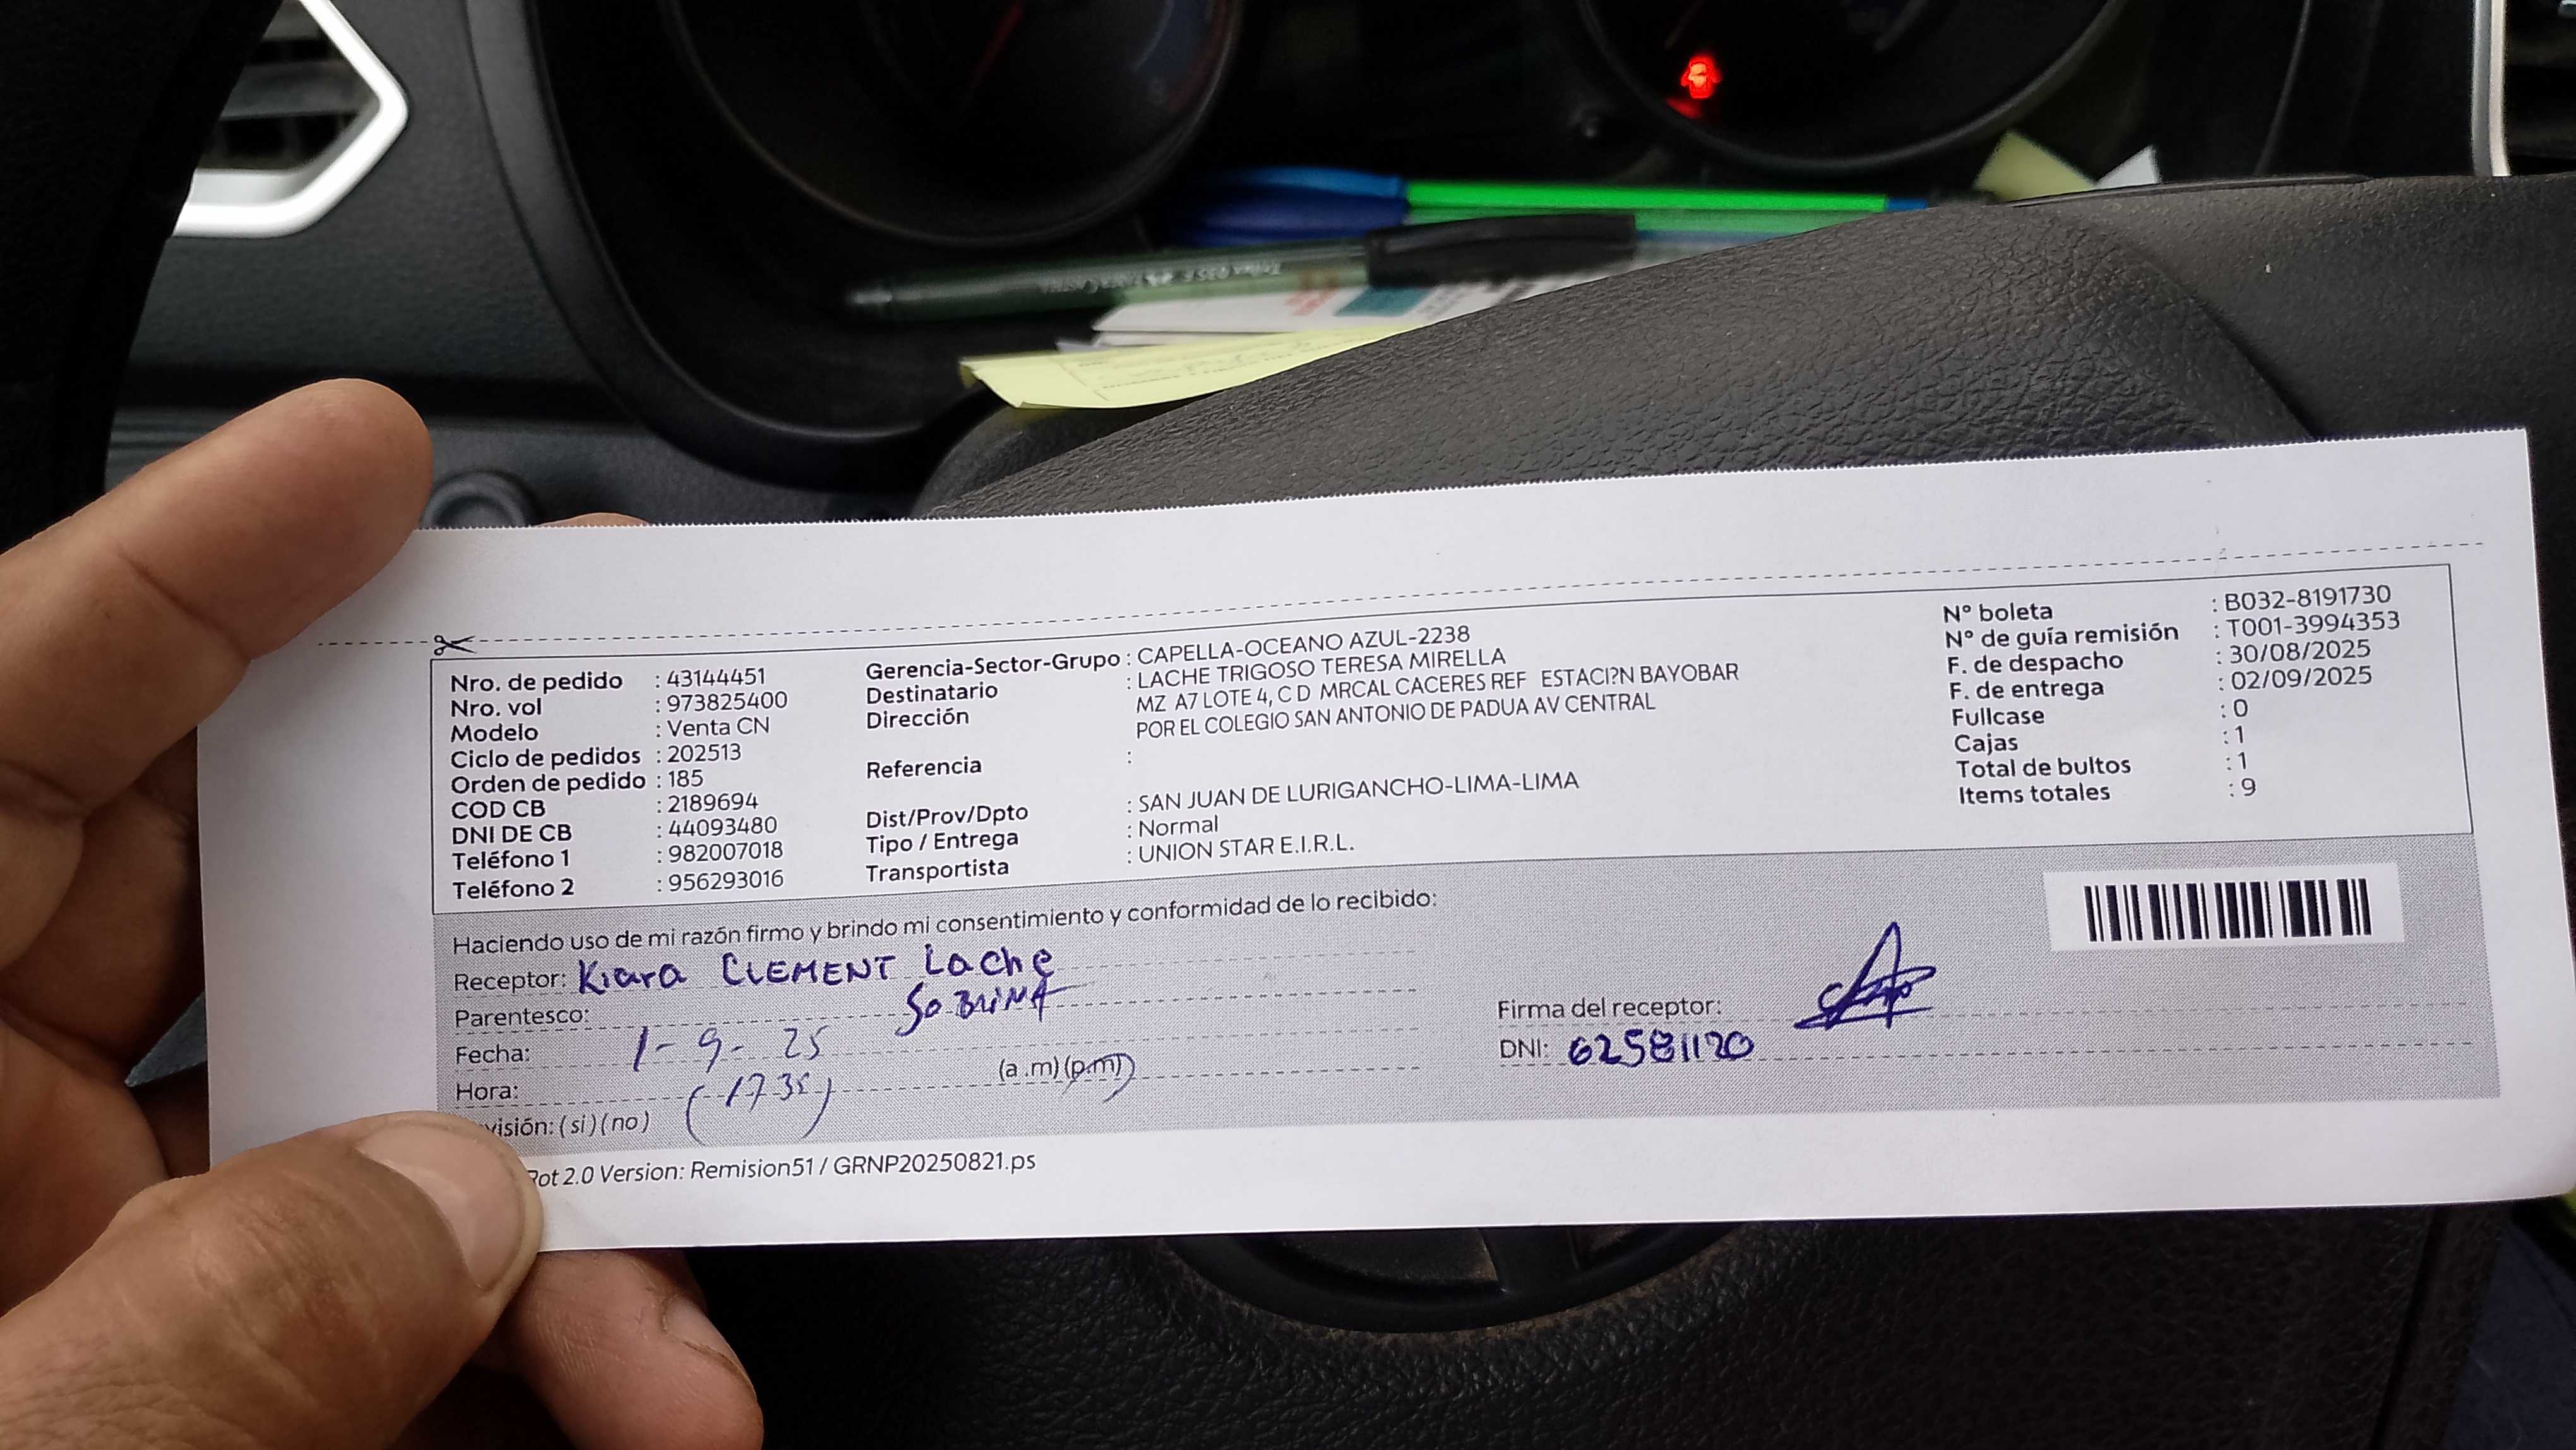 Nro. de pedido : 43144451
Nro. vol : 973825400
Modelo : Venta CN
Ciclo de pedidos : 202513
Orden de pedido : 185
COD CB : 2189694
DNI DE CB : 44093480
Teléfono 1 : 982007018
Teléfono 2 : 956293016
Gerencia-Sector-Grupo : CAPELLA-OCEANO AZUL-2238
Destinatario : LACHE TRIGOSO TERESA MIRELLA
Dirección MZ A7 LOTE 4, C D MRCAL CACERES REF ESTACI?N BAYOBAR
POR EL COLEGIO SAN ANTONIO DE PADUA AV CENTRAL
Referencia :
Dist/Prov/Dpto : SAN JUAN DE LURIGANCHO-LIMA-LIMA
Tipo / Entrega : Normal
Transportista : UNION STAR E.I.R.L.
Nº boleta : B032-8191730
Nº de guía remisión : T001-3994353
F. de despacho : 30/08/2025
F. de entrega : 02/09/2025
Fullcase : 0
Cajas : 1
Total de bultos : 1
Items totales : 9
Haciendo uso de mi razón firmo y brindo mi consentimiento y conformidad de lo recibido:
Receptor: Kiara CLEMENT Lache
Parentesco: SOBRINA
Fecha: 1-9-25
Hora: (1735) (a.m) (p.m)
visión: (si) (no)
Firma del receptor:
DNI: 62581120
Pot 2.0 Version: Remision51 / GRNP20250821.ps